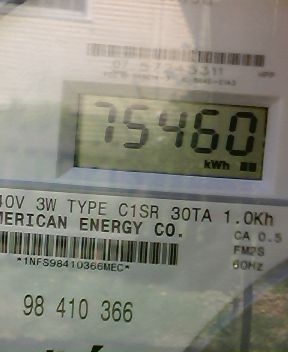 75460
kWh
40V 3W TYPE C1SR 30TA 1.0Kh
MERICAN ENERGY CO.
CA 0.5
FM2S
60Hz
*1NFS98410366MEC*
98 410 366